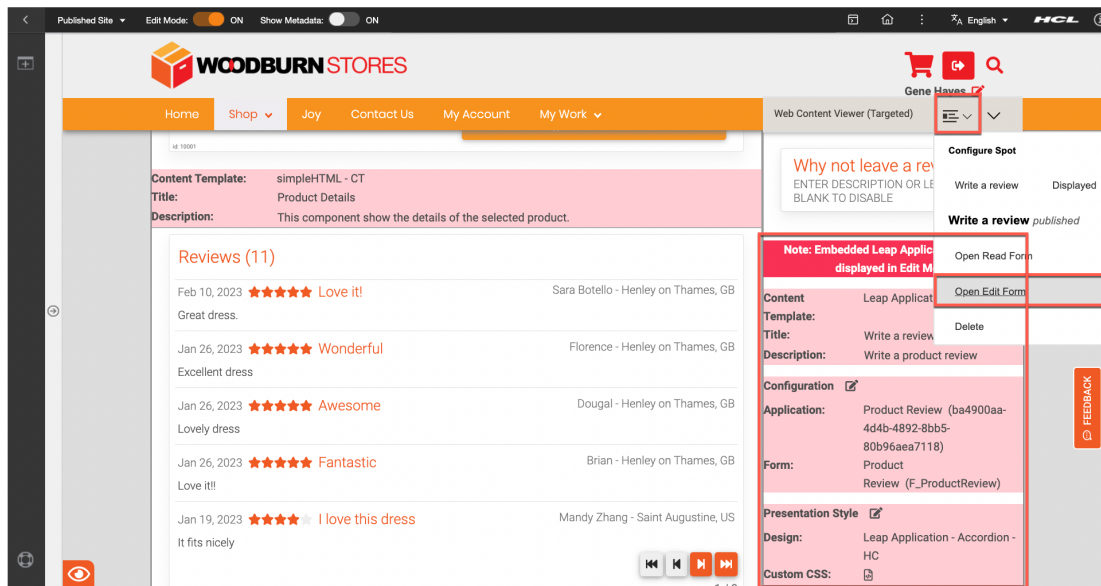 Published Site Edit Mode: ON Show Metadata: ON English HCL
WOODBURN STORES
Gene Hayes
Home Shop Joy Contact Us My Account My Work
Web Content Viewer (Targeted)
id: 10001
Configure Spot
Write a review Displayed
Write a review published
Open Read Form
Open Edit Form
Delete
Content Template: simpleHTML - CT
Title: Product Details
Description: This component show the details of the selected product.
Why not leave a rev
ENTER DESCRIPTION OR LE
BLANK TO DISABLE
Reviews (11)
Feb 10, 2023 Love it! Sara Botello - Henley on Thames, GB
Great dress.
Jan 26, 2023 Wonderful Florence - Henley on Thames, GB
Excellent dress
Jan 26, 2023 Awesome Dougal - Henley on Thames, GB
Lovely dress
Jan 26, 2023 Fantastic Brian - Henley on Thames, GB
Love it!!
Jan 19, 2023 I love this dress Mandy Zhang - Saint Augustine, US
It fits nicely
Note: Embedded Leap Applic
displayed in Edit M
Content Leap Applicat
Template:
Title: Write a review
Description: Write a product review
Configuration
Application: Product Review (ba4900aa-
4d4b-4892-8bb5-
80b96aea7118)
Form: Product
Review (F_ProductReview)
Presentation Style
Design: Leap Application - Accordion -
HC
Custom CSS:
FEEDBACK